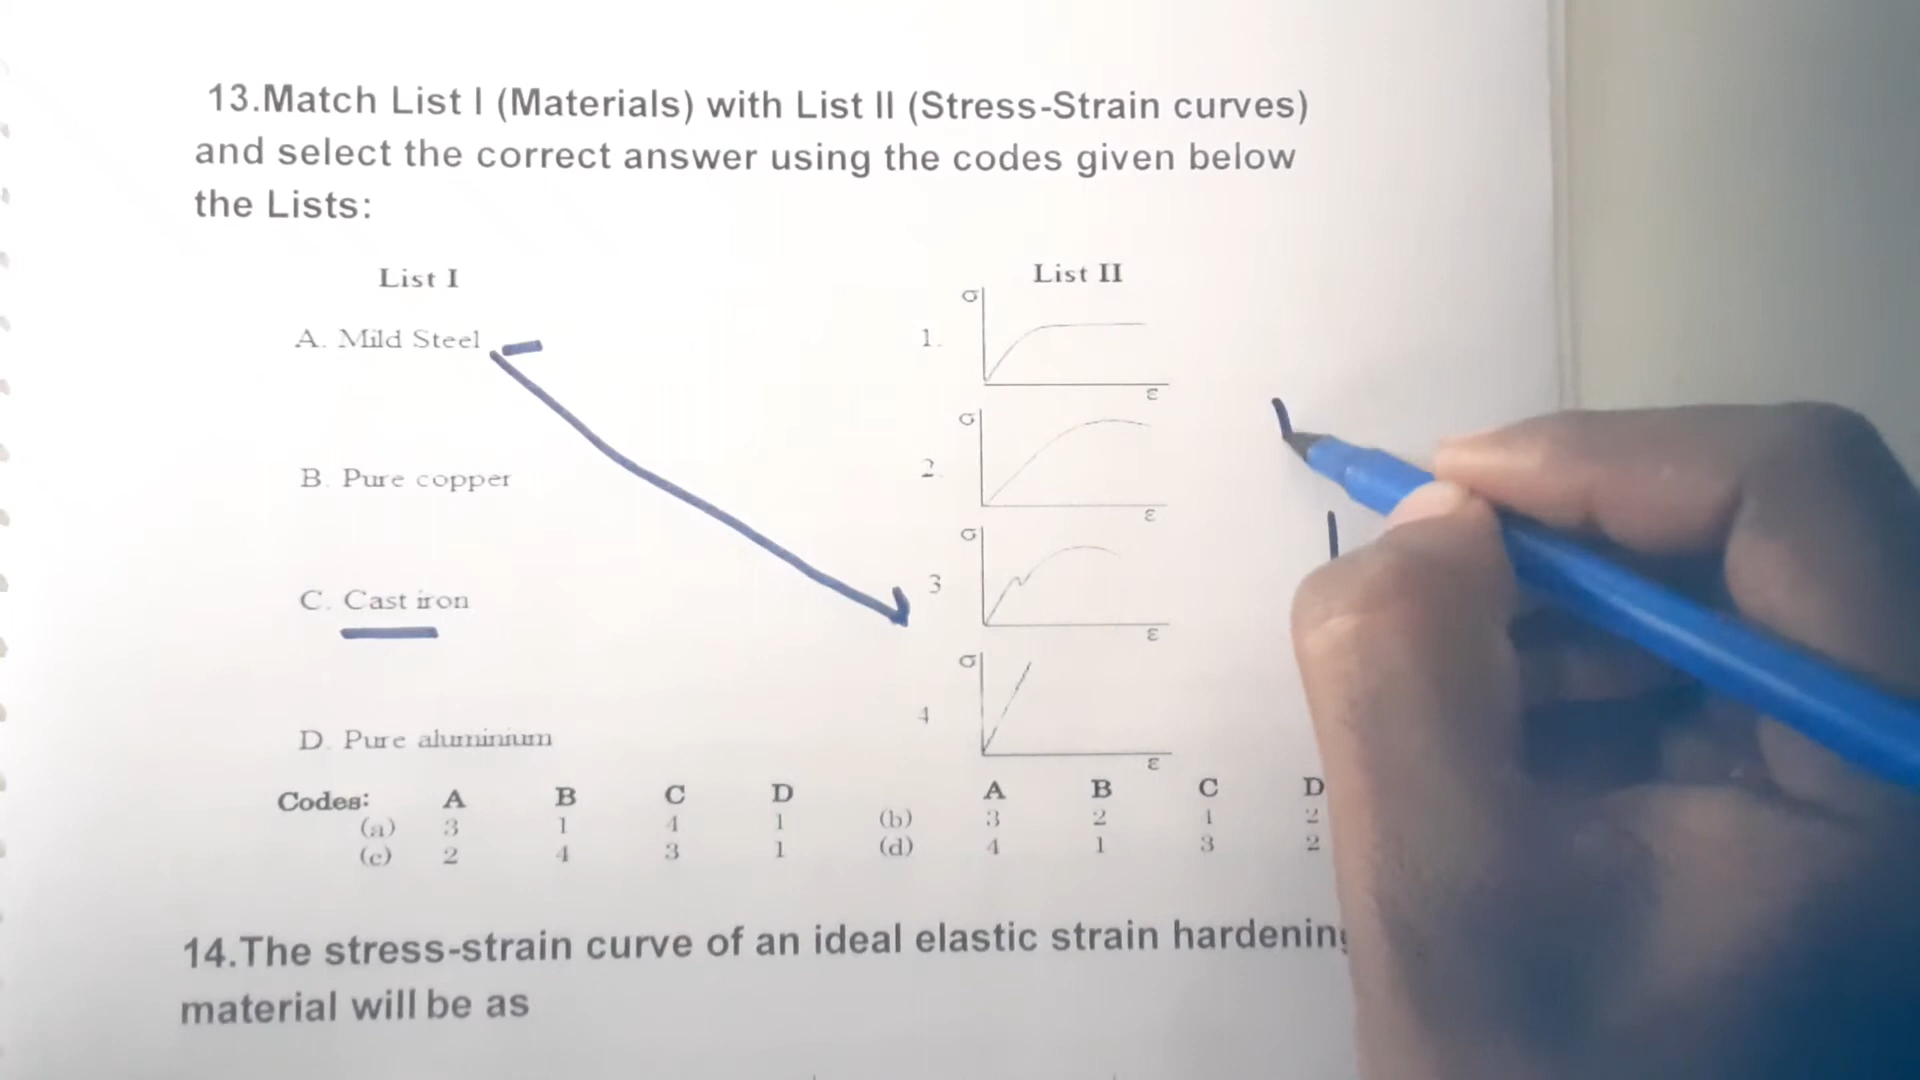 13.Match List I (Materials) with List II (Stress-Strain curves)
and select the correct answer using the codes given below
the Lists:
List I List II
A. Mild Steel 1. σ ε
B. Pure copper 2. σ ε
C. Cast iron 3 σ ε
D. Pure aluminium 4 σ ε
Codes: A B C D A B C D
(a) 3 1 4 1 (b) 3 2 4 2
(c) 2 4 3 1 (d) 4 1 3 2
14.The stress-strain curve of an ideal elastic strain hardening
material will be as